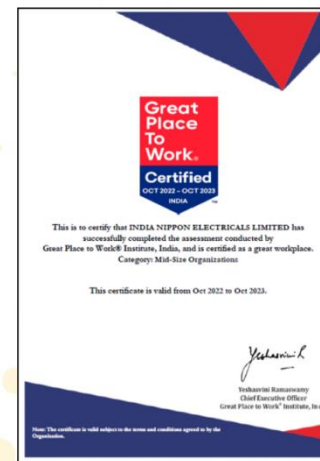 Great
Place
To
Work®
Certified
OCT 2022 – OCT 2023
INDIA
TM
This is to certify that INDIA NIPPON ELECTRICALS LIMITED has
successfully completed the assessment conducted by
Great Place to Work® Institute, India, and is certified as a great workplace.
Category: Mid-Size Organizations
This certificate is valid from Oct 2022 to Oct 2023.
Yeshasvini R
Yeshasvini Ramaswamy
Chief Executive Officer
Great Place to Work® Institute,
Note: The certificate is valid subject to the terms and conditions agreed to by the
Organization.